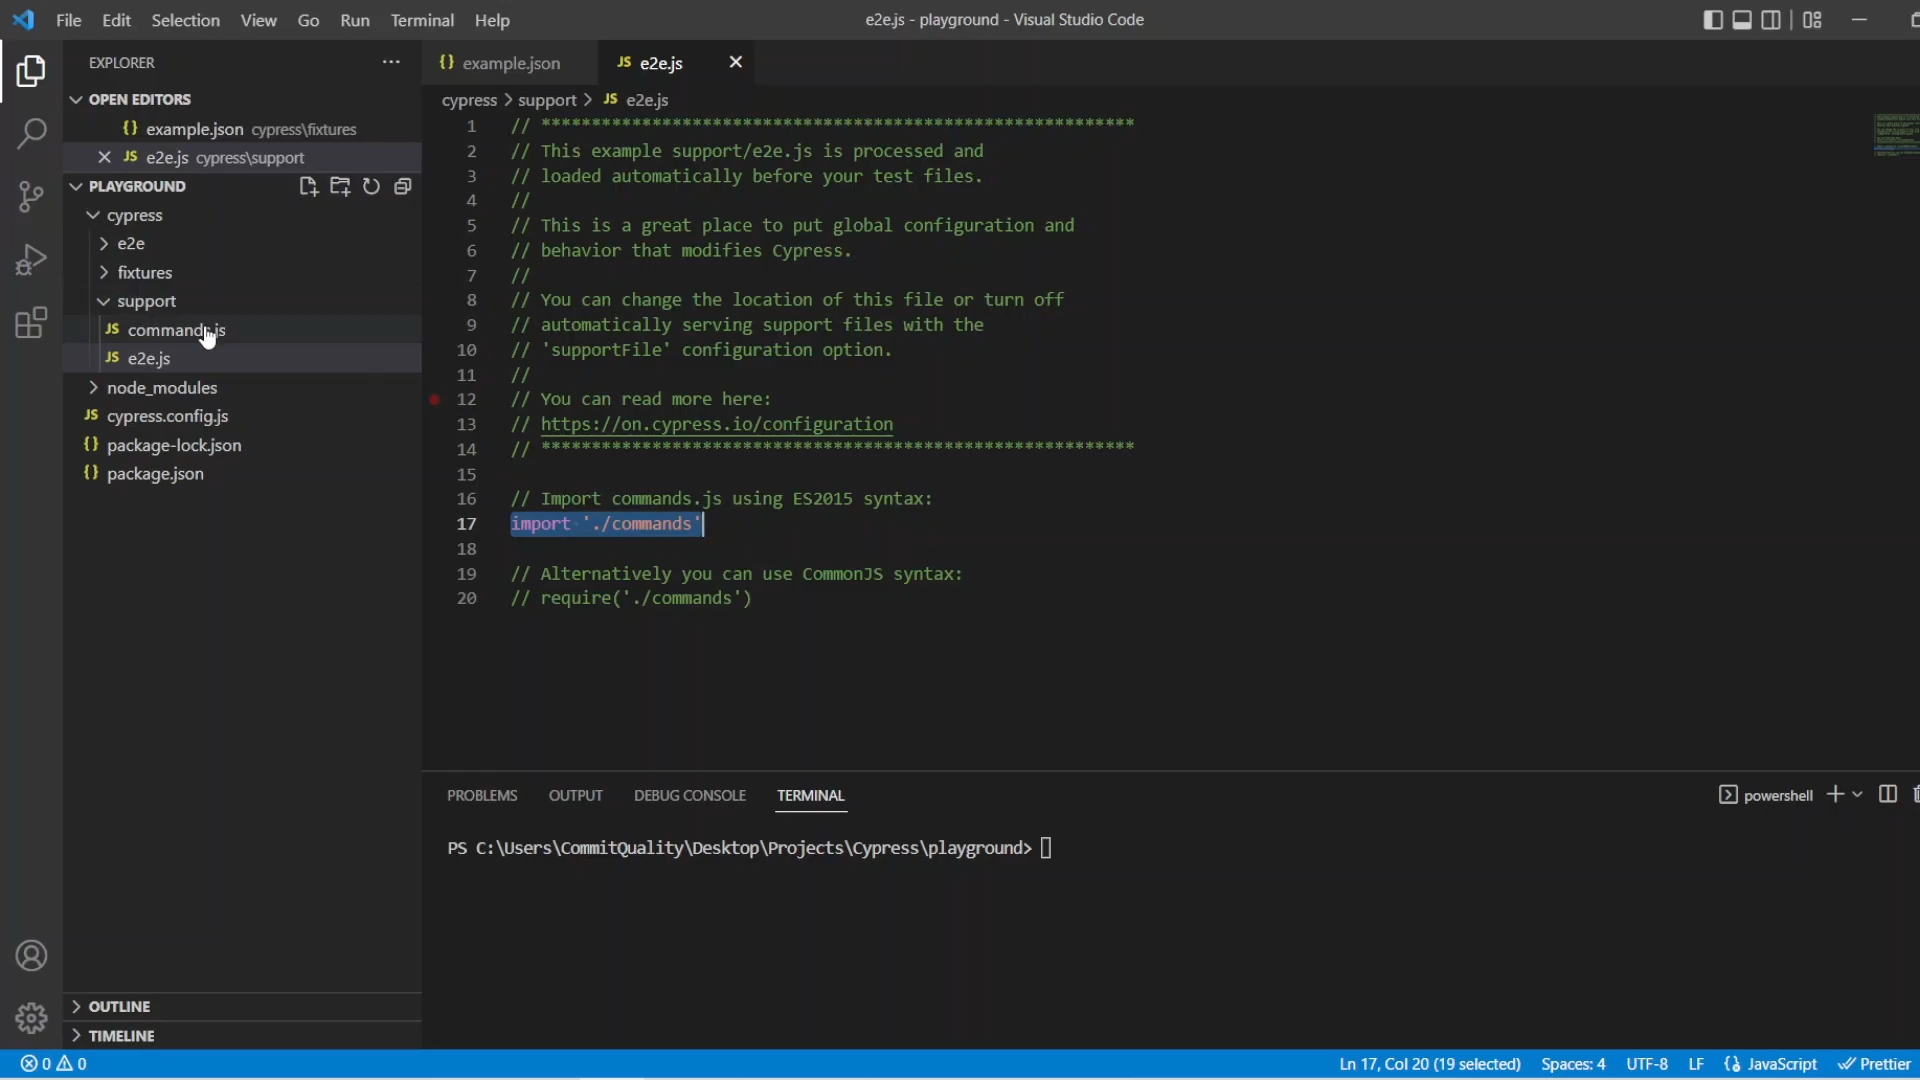 File Edit Selection View Go Run Terminal Help
e2e.js - playground - Visual Studio Code
EXPLORER
OPEN EDITORS
{} example.json cypress\fixtures
JS e2e.js cypress\support
PLAYGROUND
cypress
e2e
fixtures
support
JS commands.js
JS e2e.js
node_modules
JS cypress.config.js
{} package-lock.json
{} package.json
OUTLINE
TIMELINE
{} example.json
JS e2e.js
cypress > support > JS e2e.js
1 // ***********************************************************
2 // This example support/e2e.js is processed and
3 // loaded automatically before your test files.
4 //
5 // This is a great place to put global configuration and
6 // behavior that modifies Cypress.
7 //
8 // You can change the location of this file or turn off
9 // automatically serving support files with the
10 // 'supportFile' configuration option.
11 //
12 // You can read more here:
13 // https://on.cypress.io/configuration
14 // ***********************************************************
15
16 // Import commands.js using ES2015 syntax:
17 import './commands'
18
19 // Alternatively you can use CommonJS syntax:
20 // require('./commands')
PROBLEMS OUTPUT DEBUG CONSOLE TERMINAL
powershell
PS C:\Users\CommitQuality\Desktop\Projects\Cypress\playground>
0 0
Ln 17, Col 20 (19 selected) Spaces: 4 UTF-8 LF {} JavaScript Prettier